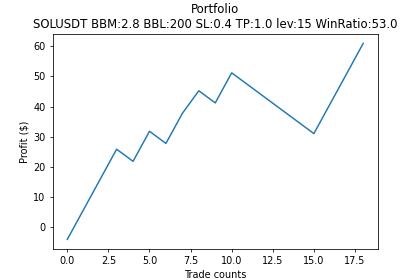 Portfolio
SOLUSDT BBM:2.8 BBL:200 SL:0.4 TP:1.0 lev:15 WinRatio:53.0
60
50
40
30
20
10
0
Profit ($)
0.0 2.5 5.0 7.5 10.0 12.5 15.0 17.5
Trade counts